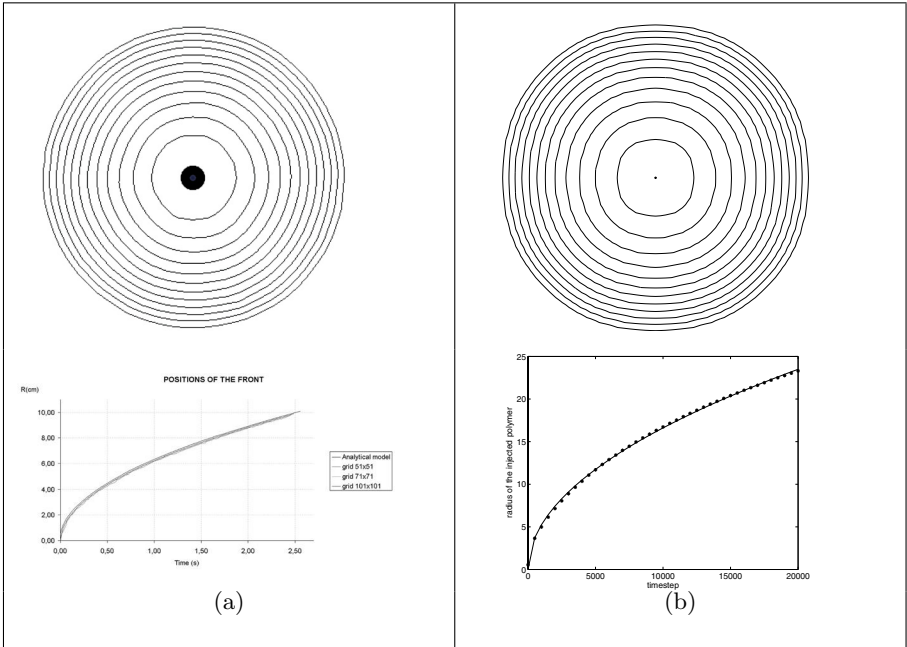 POSITIONS OF THE FRONT
R(cm)
10,00
8,00
6,00
4,00
2,00
0,00
0,00 0,50 1,00 1,50 2,00 2,50
Time (s)
Analytical model
grid 51x51
grid 71x71
grid 101x101
(a)
radius of the injected polymer
25
20
15
10
5
0
0 5000 10000 15000 20000
timestep
(b)